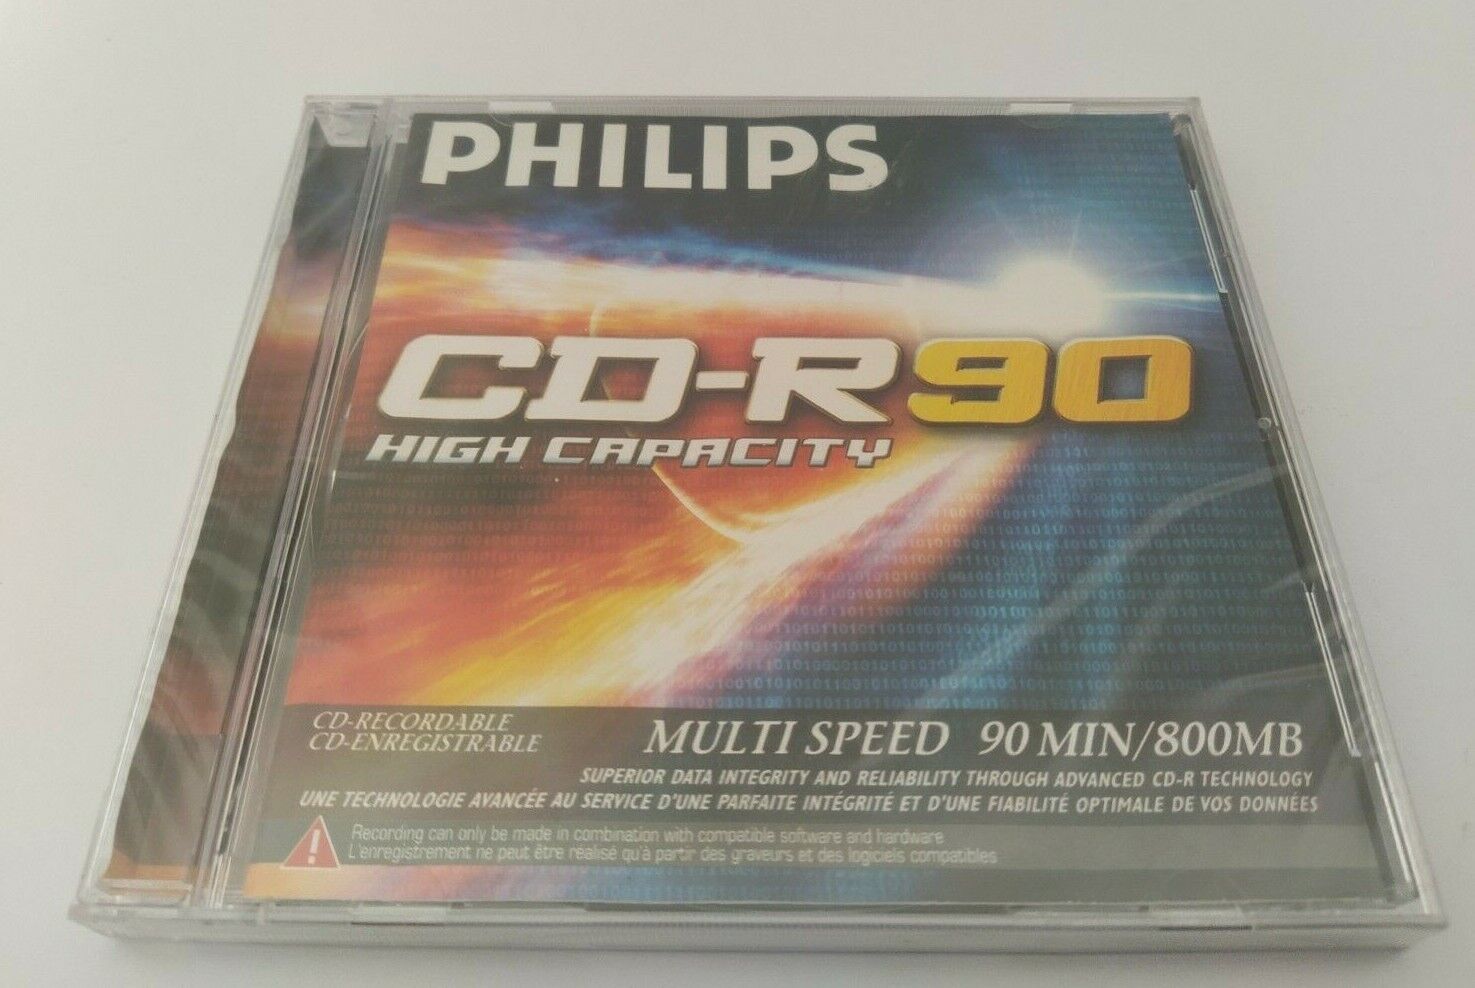 PHILIPS
CD-R90
HIGH CAPACITY
CD-RECORDABLE
CD-ENREGISTRABLE
MULTI SPEED 90 MIN/800MB
SUPERIOR DATA INTEGRITY AND RELIABILITY THROUGH ADVANCED CD-R TECHNOLOGY
UNE TECHNOLOGIE AVANCÉE AU SERVICE D'UNE PARFAITE INTÉGRITÉ ET D'UNE FIABILITÉ OPTIMALE DE VOS DONNÉES
Recording can only be made in combination with compatible software and hardware
L'enregistrement ne peut être réalisé qu'à partir des graveurs et des logiciels compatibles